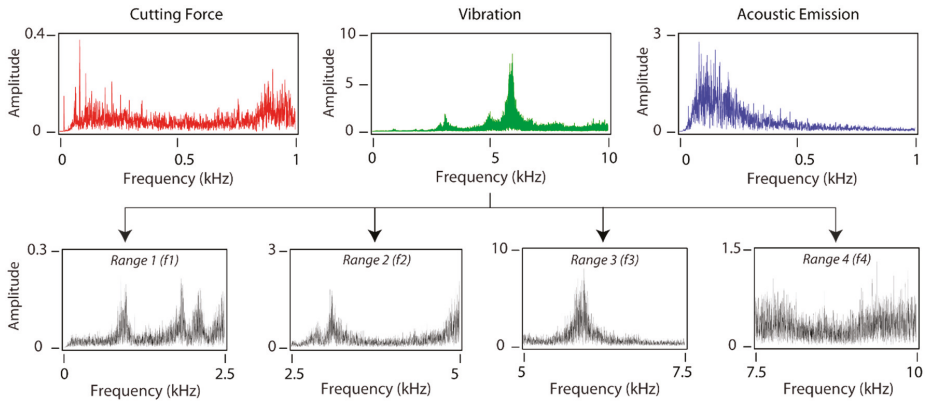 Cutting Force
Vibration
Acoustic Emission
Amplitude
0.4
0
0
0.5
1
Frequency (kHz)
Amplitude
10
5
0
0
5
10
Frequency (kHz)
Amplitude
3
0
0
0.5
1
Frequency (kHz)
Amplitude
0.3
0
Range 1 (f1)
0
2.5
Frequency (kHz)
3
0
Range 2 (f2)
2.5
5
Frequency (kHz)
10
0
Range 3 (f3)
5
7.5
Frequency (kHz)
1.5
0
Range 4 (f4)
7.5
10
Frequency (kHz)